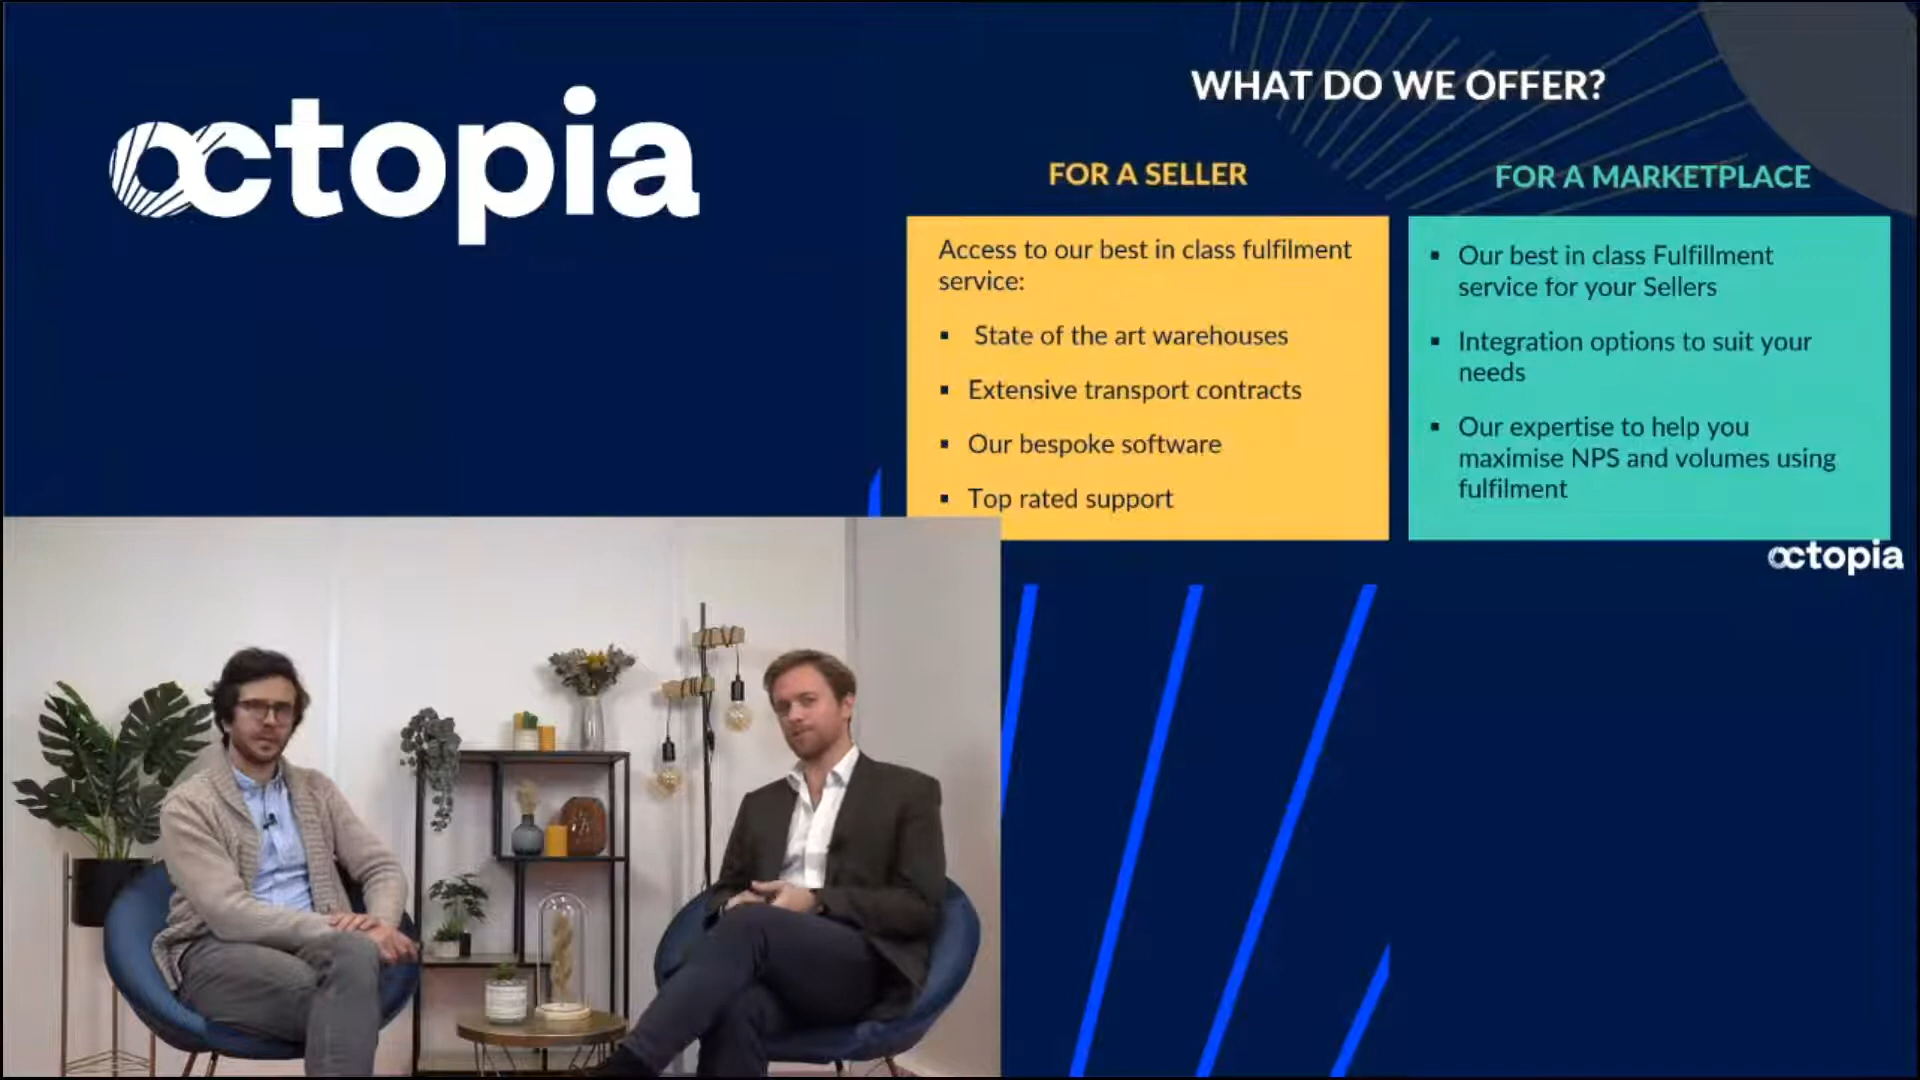 octopia
WHAT DO WE OFFER?
FOR A SELLER
Access to our best in class fulfilment
service:
▪ State of the art warehouses
▪ Extensive transport contracts
▪ Our bespoke software
▪ Top rated support
FOR A MARKETPLACE
▪ Our best in class Fulfillment
service for your Sellers
▪ Integration options to suit your
needs
▪ Our expertise to help you
maximise NPS and volumes using
fulfilment
octopia